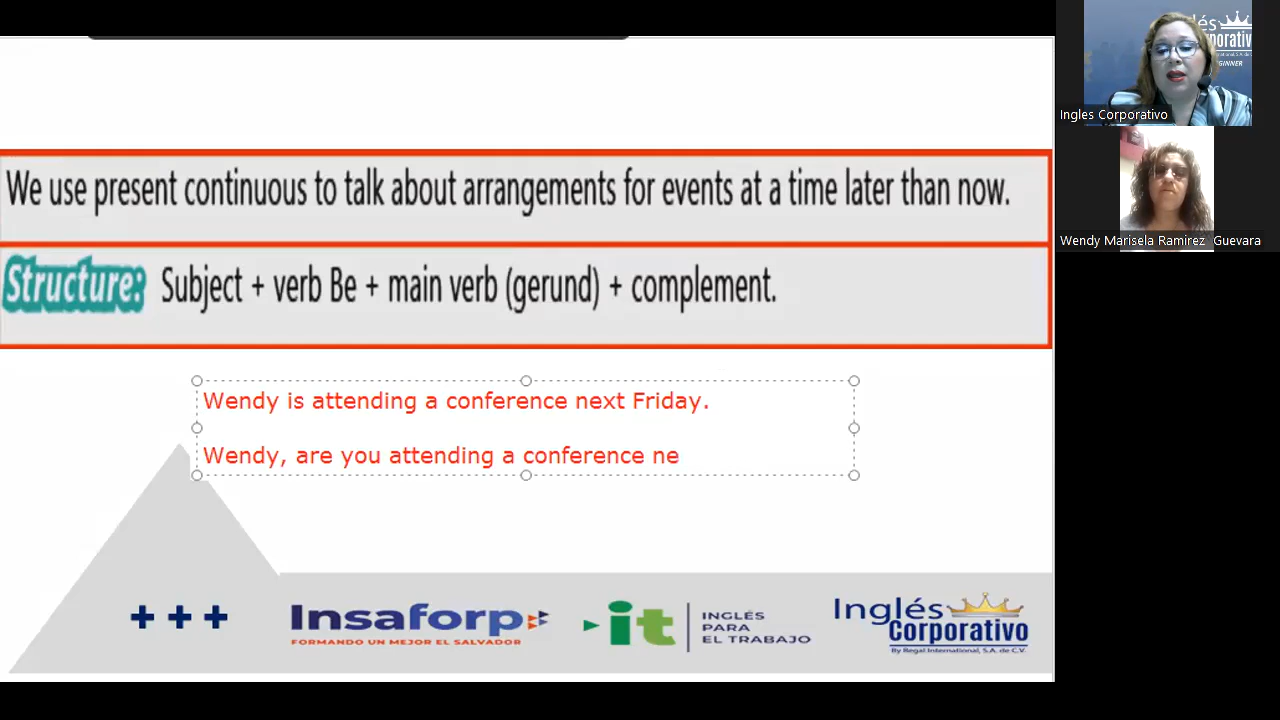 We use present continuous to talk about arrangements for events at a time later than now.
Structure: Subject + verb Be + main verb (gerund) + complement.
Wendy is attending a conference next Friday.
Wendy, are you attending a conference ne
+++
Insaforp
FORMANDO UN MEJOR EL SALVADOR
it
INGLÉS
PARA
EL TRABAJO
Inglés
Corporativo
By Regal International, S.A. de C.V.
Ingles Corporativo
Wendy Marisela Ramirez Guevara